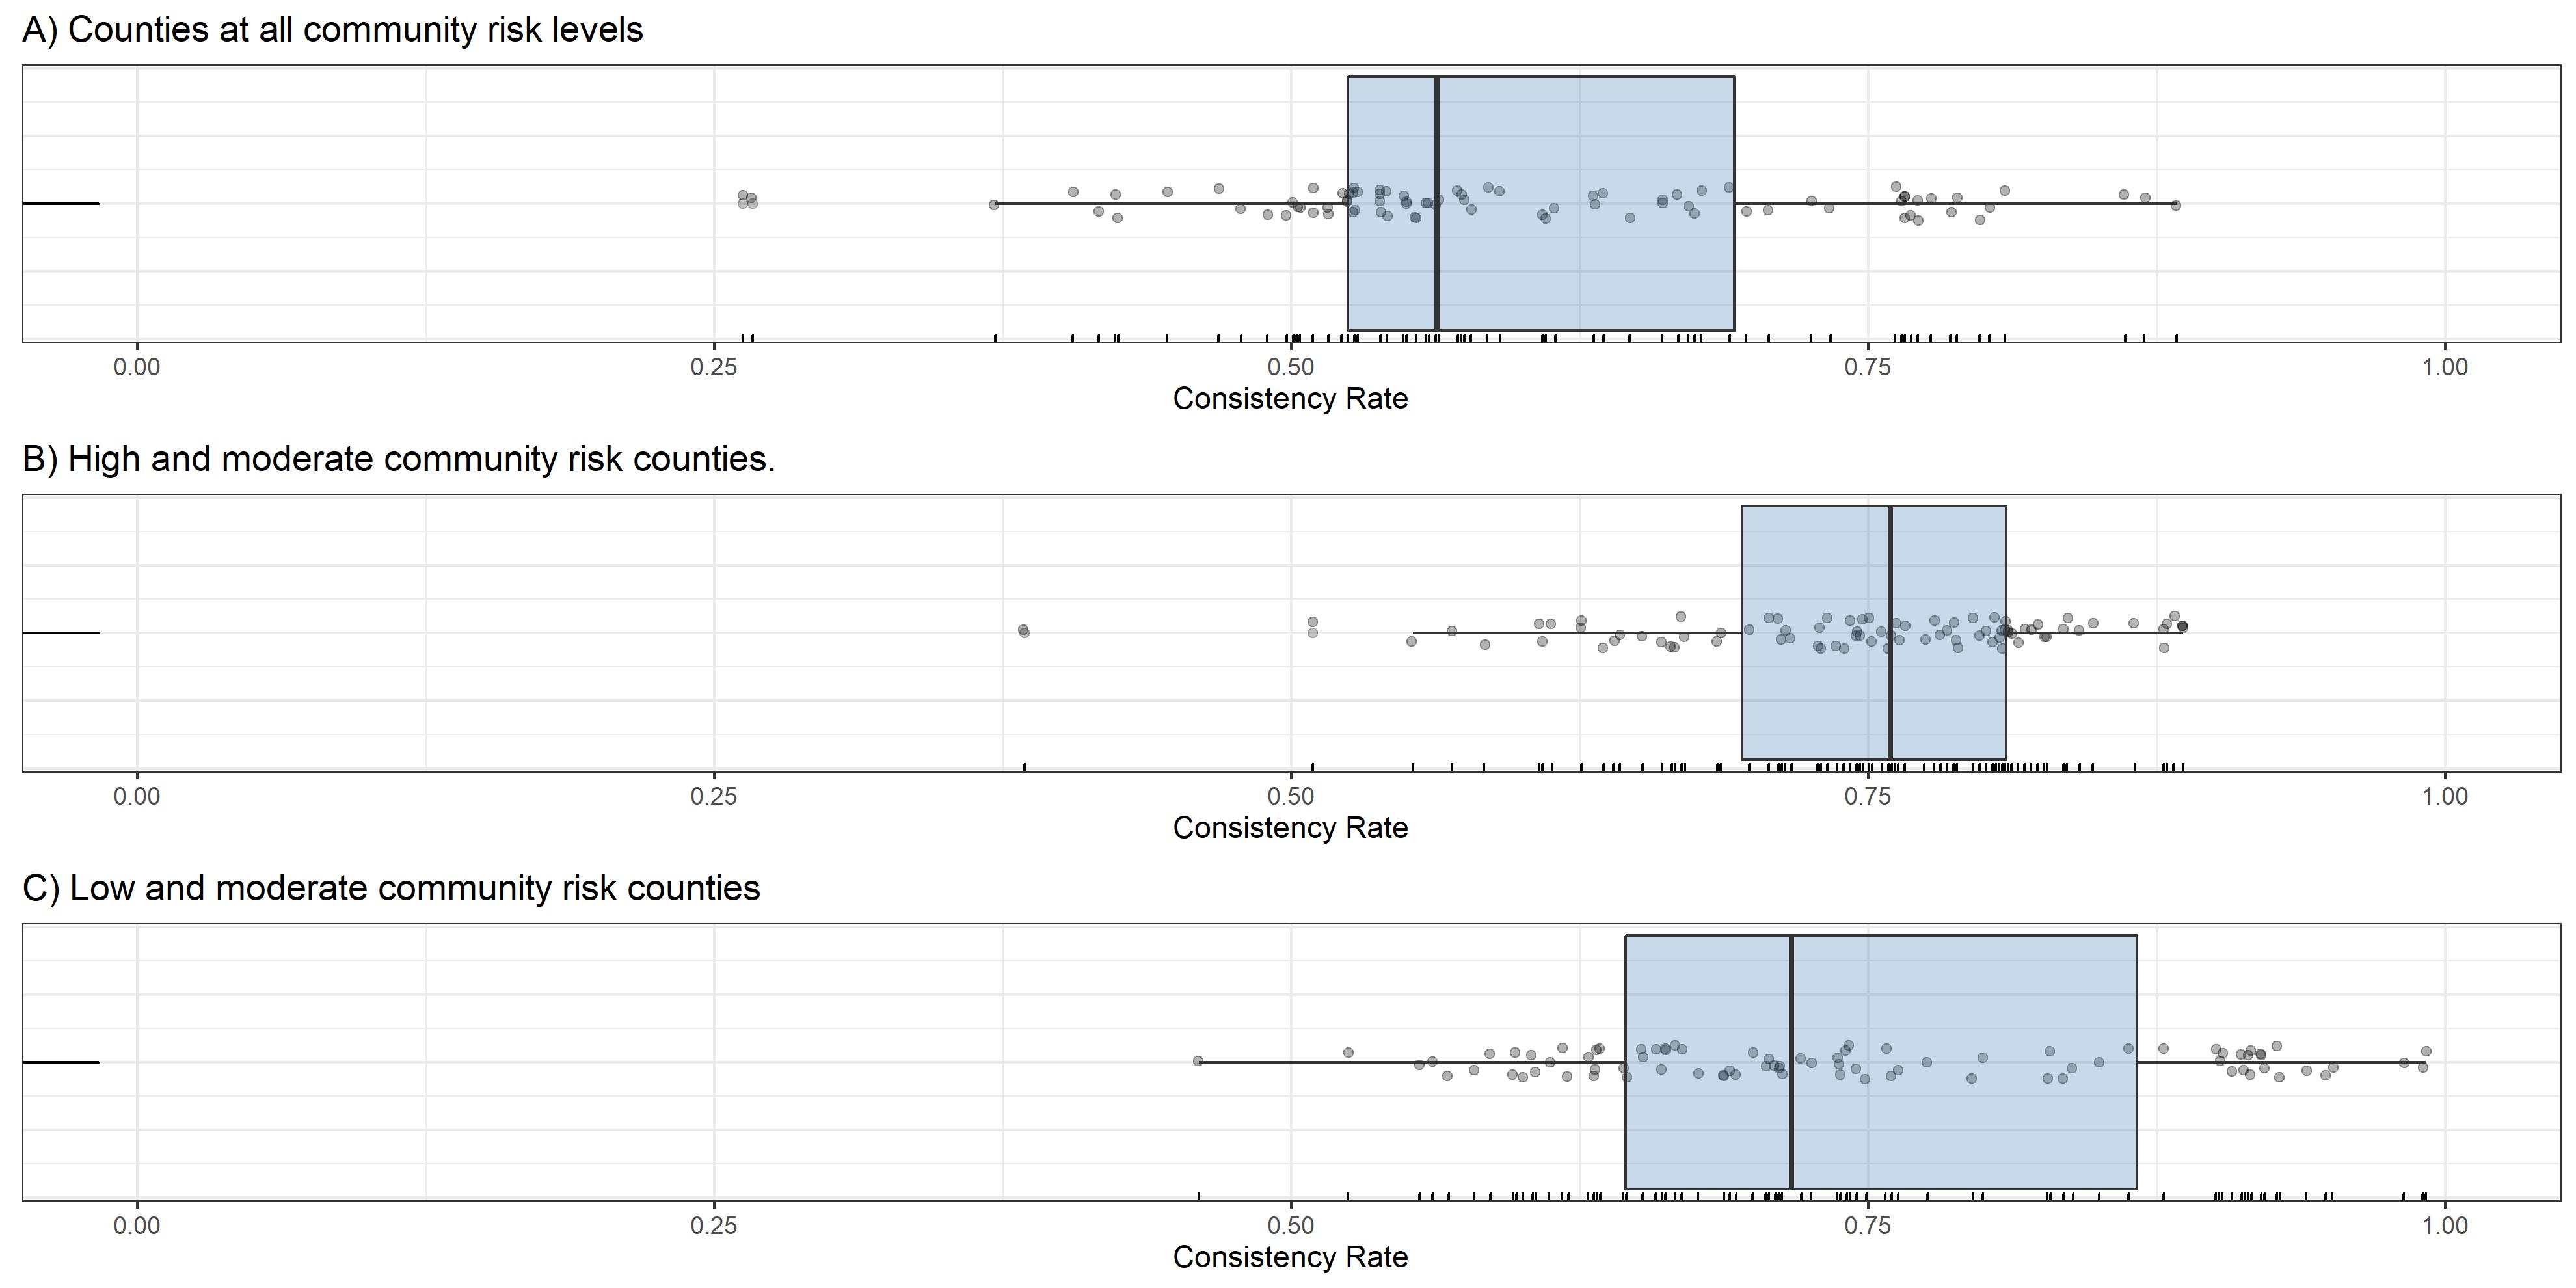 A) Counties at all community risk levels
0.00 0.25 0.50 0.75 1.00
Consistency Rate
B) High and moderate community risk counties.
0.00 0.25 0.50 0.75 1.00
Consistency Rate
C) Low and moderate community risk counties
0.00 0.25 0.50 0.75 1.00
Consistency Rate